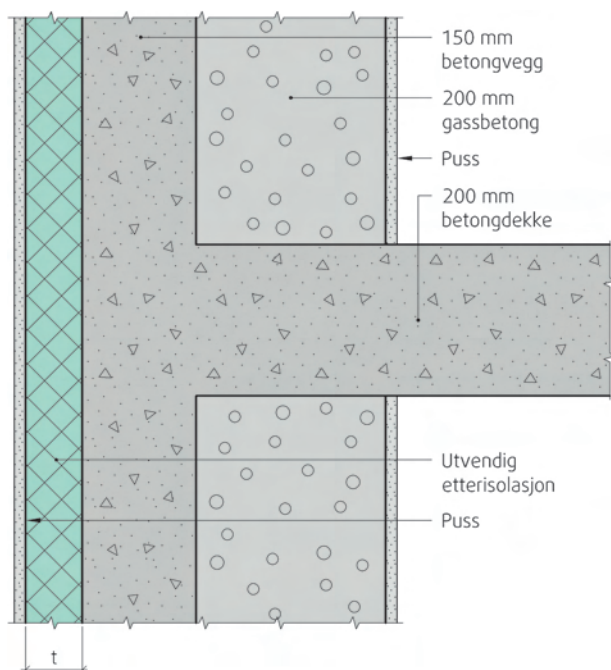 150 mm
betongvegg
200 mm
gassbetong
Puss
200 mm
betongdekke
Utvendig
etterisolasjon
Puss
t